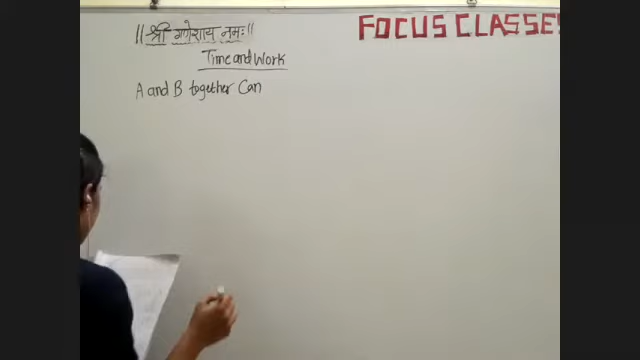 ||श्री गणेशाय नमः||
FOCUS CLASSES
Time and Work
A and B together Can